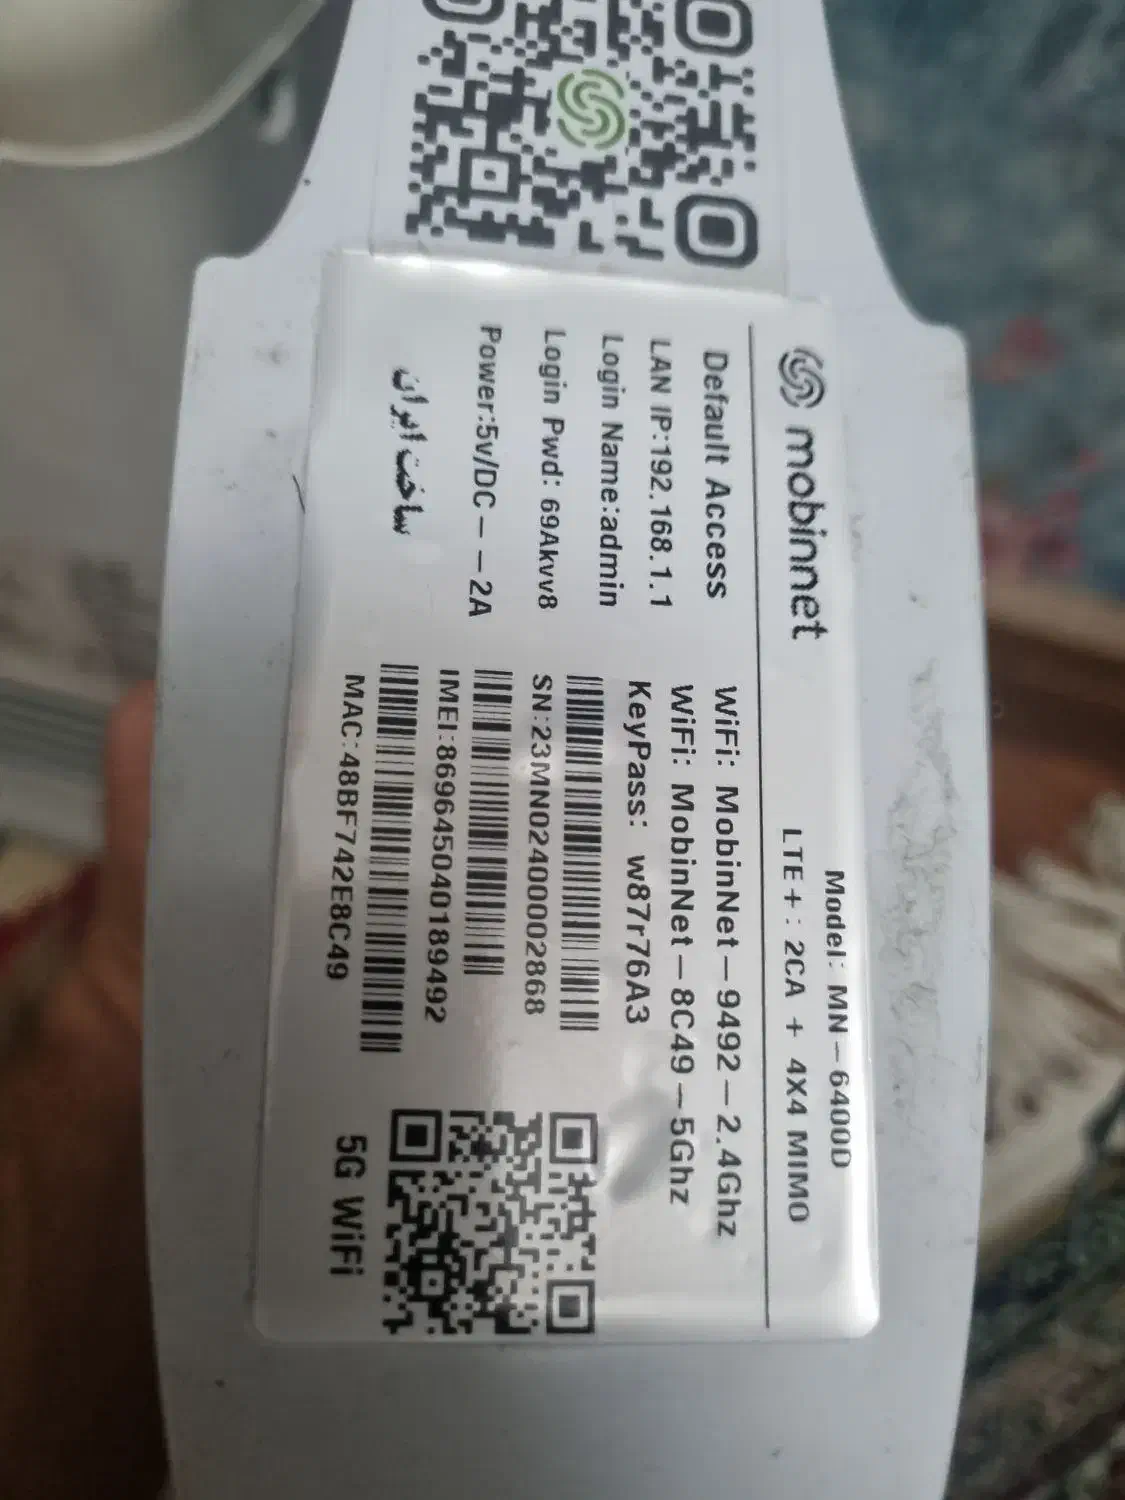 mobinnet
Model: MN-6400D
LTE+: 2CA + 4X4 MIMO
Default Access
LAN IP:192.168.1.1
Login Name:admin
Login Pwd: 69Akvv8
Power:5v/DC--2A
ساخت ایران
WiFi: MobinNet-9492-2.4Ghz
WiFi: MobinNet-8C49-5Ghz
KeyPass: w87r76A3
SN:23MN0240002868
IMEI:869645040189492
MAC:48BF742E8C49
5G WiFi